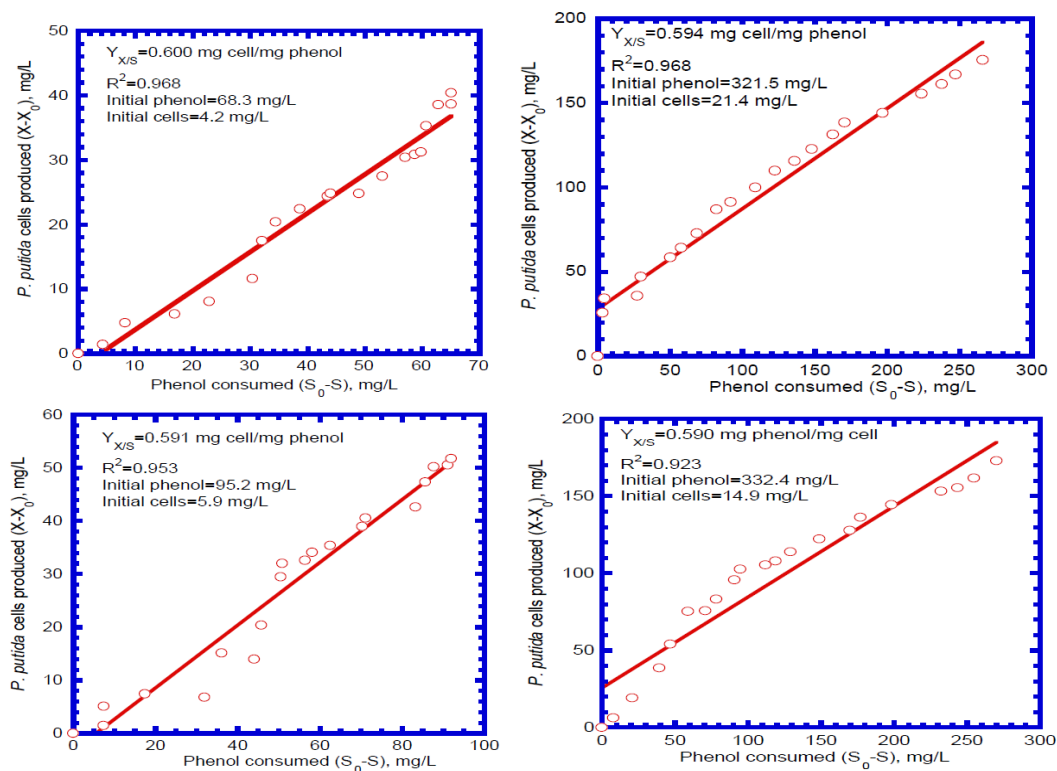 50
40
30
20
10
0
P. putida cells produced (X-X0), mg/L
YX/S=0.600 mg cell/mg phenol
R2=0.968
Initial phenol=68.3 mg/L
Initial cells=4.2 mg/L
0 10 20 30 40 50 60 70
Phenol consumed (S0-S), mg/L
200
150
100
50
0
P. putida cells produced (X-X0), mg/L
YX/S=0.594 mg cell/mg phenol
R2=0.968
Initial phenol=321.5 mg/L
Initial cells=21.4 mg/L
0 50 100 150 200 250 300
Phenol consumed (S0-S), mg/L
60
50
40
30
20
10
0
P. putida cells produced (X-X0), mg/L
YX/S=0.591 mg cell/mg phenol
R2=0.953
Initial phenol=95.2 mg/L
Initial cells=5.9 mg/L
0 20 40 60 80 100
Phenol consumed (S0-S), mg/L
200
150
100
50
0
P. putida cells produced (X-X0), mg/L
YX/S=0.590 mg phenol/mg cell
R2=0.923
Initial phenol=332.4 mg/L
Initial cells=14.9 mg/L
0 50 100 150 200 250 300
Phenol consumed (S0-S), mg/L